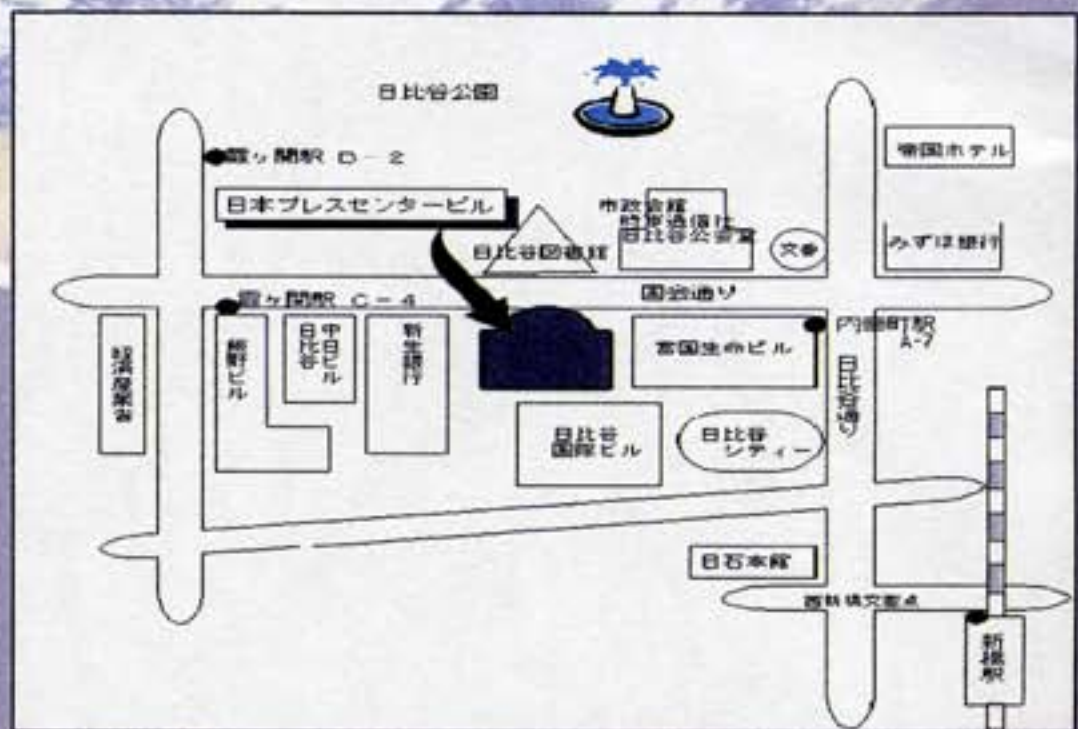 日比谷公園
霞ヶ関駅 D-2
日本プレスセンタービル
日比谷図書館
市政会館
時事通信社
日比谷公会堂
交番
帝国ホテル
みずほ銀行
国会通り
霞ヶ関駅 C-4
内幸町駅
A-7
経済産業省
飯野ビル
日比谷
中日ビル
新生銀行
富国生命ビル
日比谷通り
日比谷
国際ビル
日比谷
シティー
日石本館
西新橋交差点
新橋駅